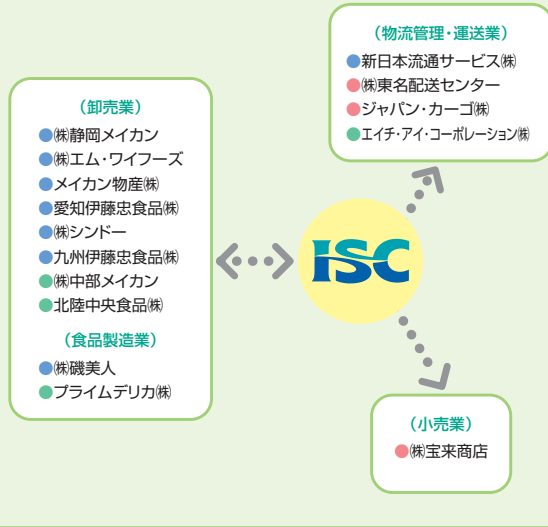 (物流管理・運送業)
●新日本流通サービス㈱
●㈱東名配送センター
●ジャパン・カーゴ㈱
●エイチ・アイ・コーポレーション㈱
(卸売業)
●㈱静岡メイカン
●㈱エム・ワイフーズ
●メイカン物産㈱
●愛知伊藤忠食品㈱
●㈱シンドー
●九州伊藤忠食品㈱
●㈱中部メイカン
●北陸中央食品㈱
(食品製造業)
●㈱磯美人
●プライムデリカ㈱
ISC
(小売業)
●㈱宝来商店